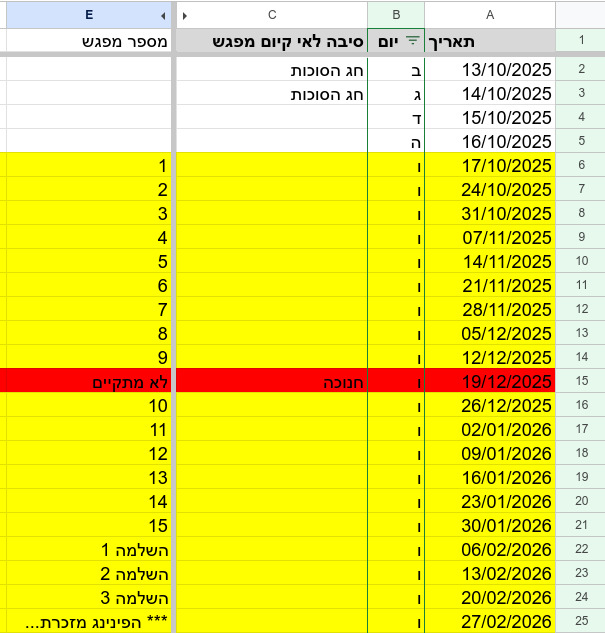 A B C E
1 תאריך יום סיבה לאי קיום מפגש מספר מפגש
2 13/10/2025 ב חג הסוכות
3 14/10/2025 ג חג הסוכות
4 15/10/2025 ד
5 16/10/2025 ה
6 17/10/2025 ו 1
7 24/10/2025 ו 2
8 31/10/2025 ו 3
9 07/11/2025 ו 4
10 14/11/2025 ו 5
11 21/11/2025 ו 6
12 28/11/2025 ו 7
13 05/12/2025 ו 8
14 12/12/2025 ו 9
15 19/12/2025 ו חנוכה לא מתקיים
16 26/12/2025 ו 10
17 02/01/2026 ו 11
18 09/01/2026 ו 12
19 16/01/2026 ו 13
20 23/01/2026 ו 14
21 30/01/2026 ו 15
22 06/02/2026 ו השלמה 1
23 13/02/2026 ו השלמה 2
24 20/02/2026 ו השלמה 3
25 27/02/2026 ו *** הפינינג מזכרת...